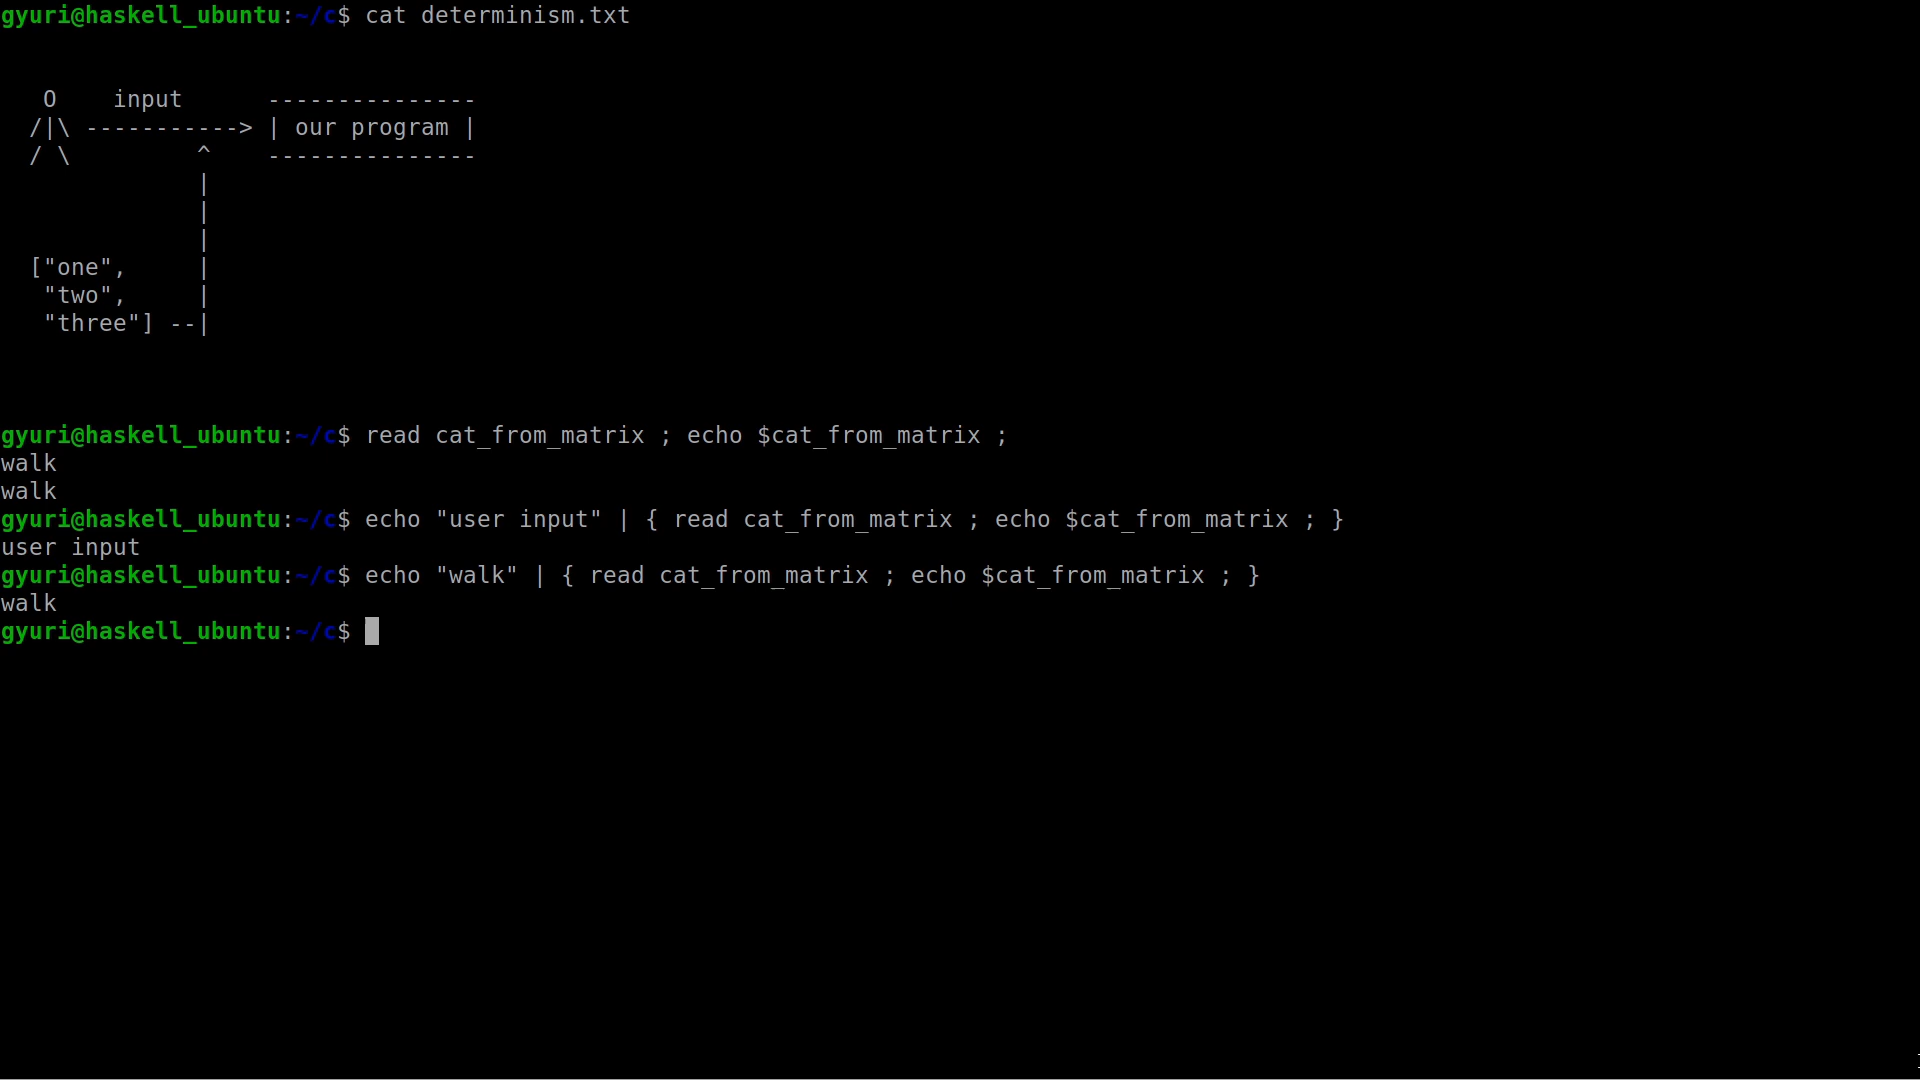 gyuri@haskell_ubuntu:~/c$ cat determinism.txt
   O    input      ---------------
  /|\ -----------> | our program |
  / \         ^    ---------------
              |
              |
              |
  ["one",     |
   "two",     |
   "three"] --|
gyuri@haskell_ubuntu:~/c$ read cat_from_matrix ; echo $cat_from_matrix ;
walk
walk
gyuri@haskell_ubuntu:~/c$ echo "user input" | { read cat_from_matrix ; echo $cat_from_matrix ; }
user input
gyuri@haskell_ubuntu:~/c$ echo "walk" | { read cat_from_matrix ; echo $cat_from_matrix ; }
walk
gyuri@haskell_ubuntu:~/c$